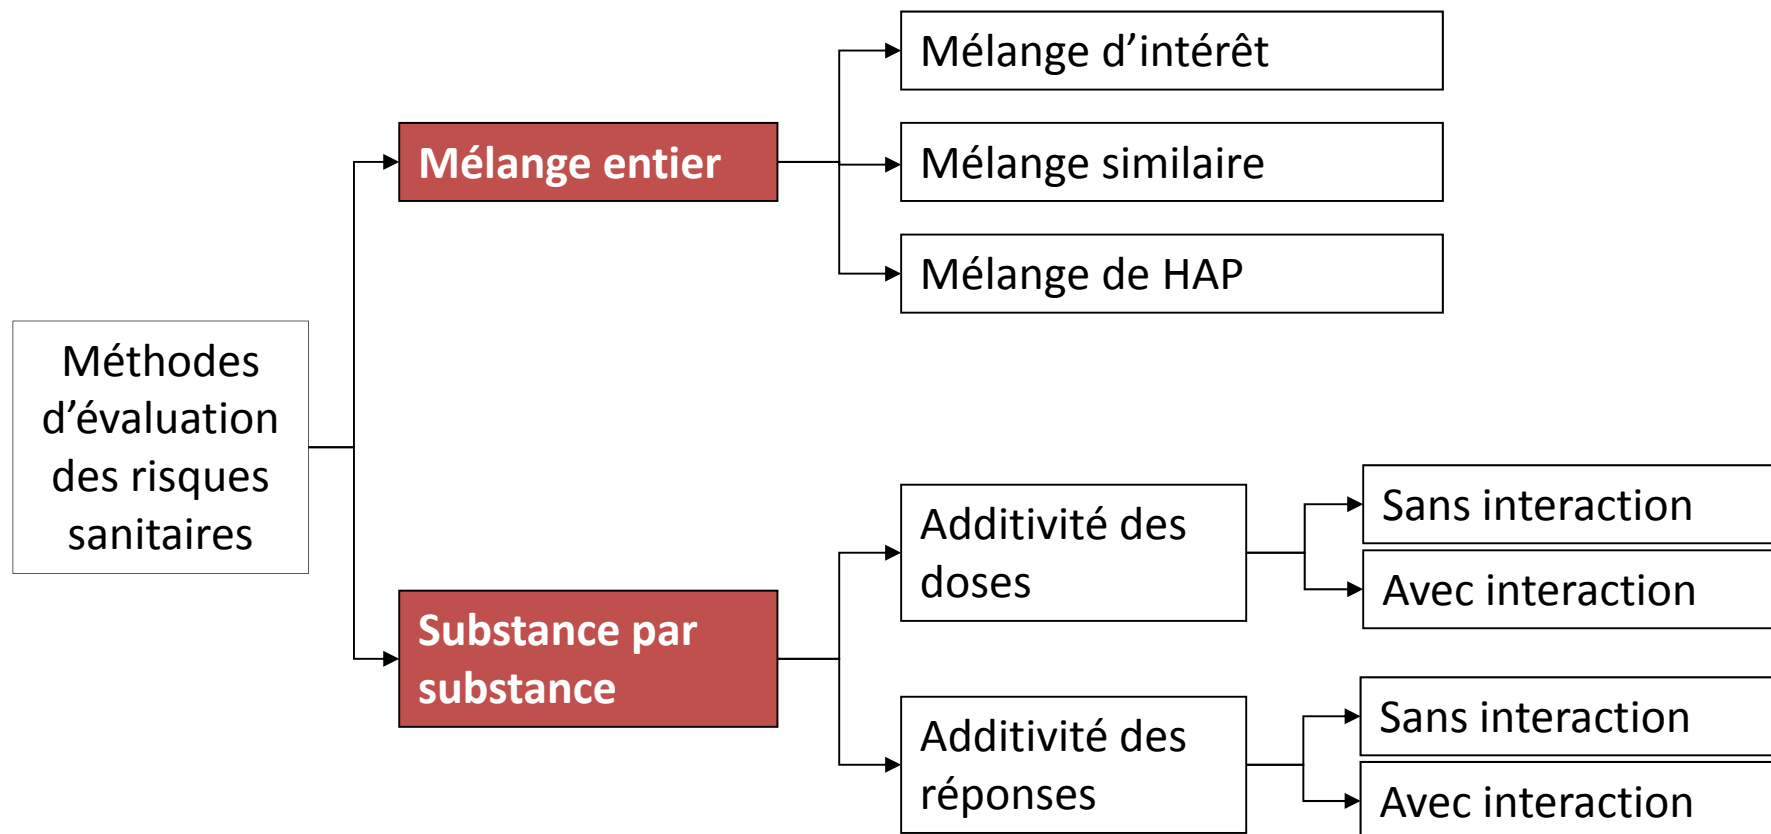 Mélange d’intérêt
Mélange entier
Mélange similaire
Mélange de HAP
Méthodes
d’évaluation
des risques
sanitaires
Substance par
substance
Additivité des
doses
Sans interaction
Avec interaction
Additivité des
réponses
Sans interaction
Avec interaction